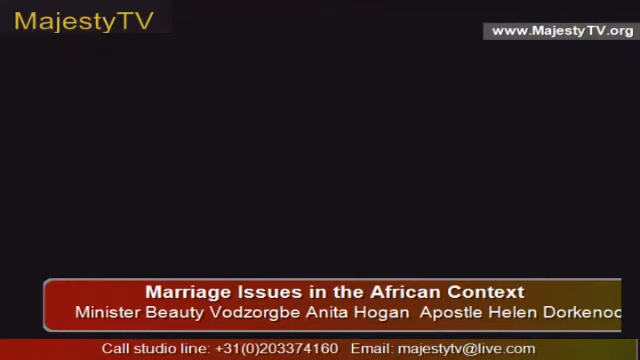 MajestyTV
www.MajestyTV.org
Marriage Issues in the African Context
Minister Beauty Vodzorgbe Anita Hogan Apostle Helen Dorkenoo
Call studio line: +31(0)203374160 Email: majestytv@live.com